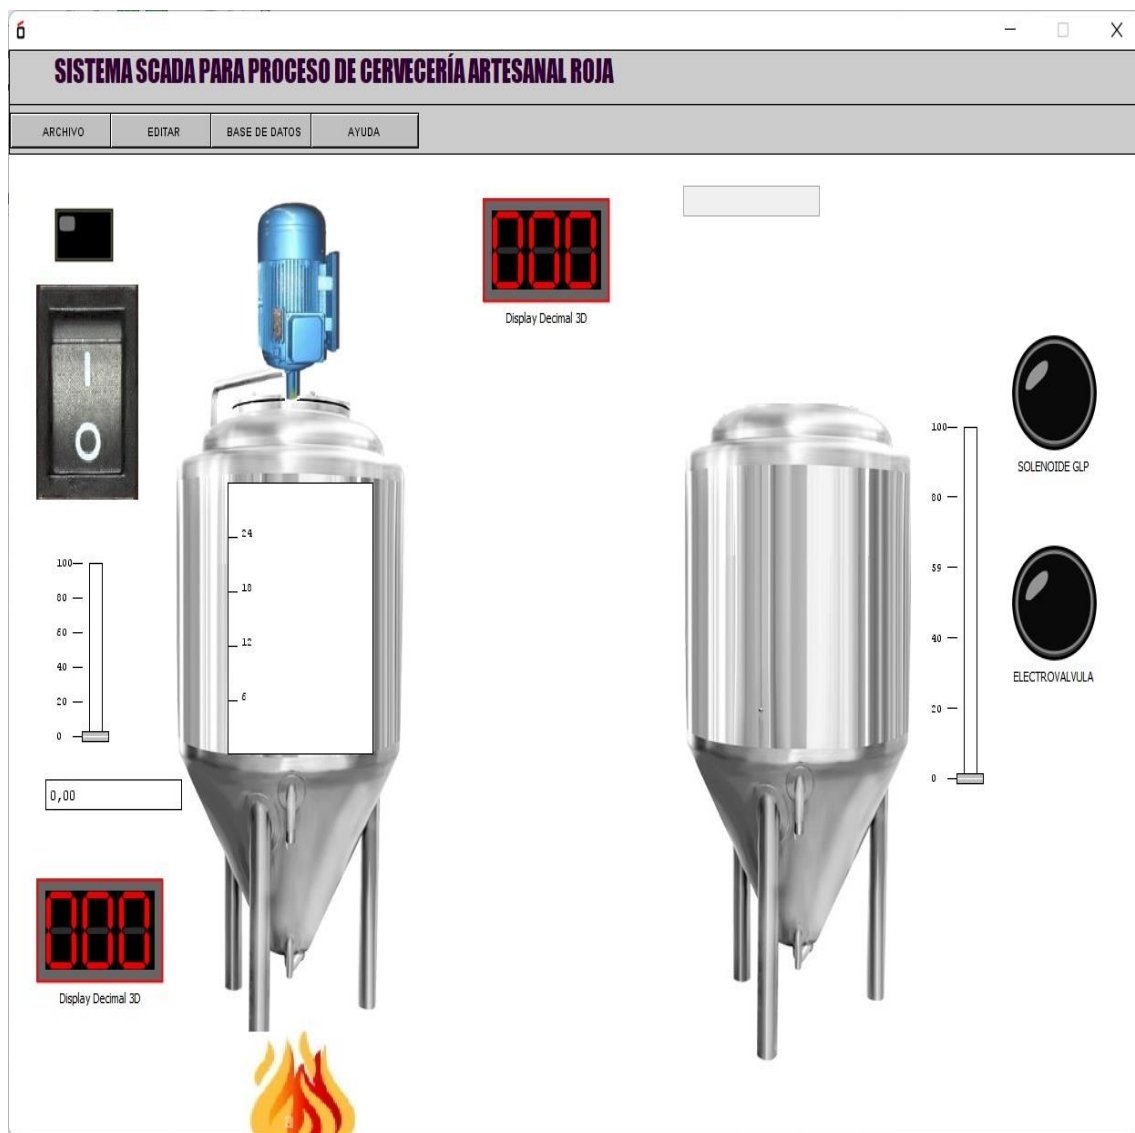 SISTEMA SCADA PARA PROCESO DE CERVECERÍA ARTESANAL ROJA
ARCHIVO EDITAR BASE DE DATOS AYUDA
000
Display Decimal 3D
I
O
SOLENOIDE GLP
100
80
59
40
20
0
24
18
12
6
100
80
60
40
20
0
ELECTROVALVULA
0,00
000
Display Decimal 3D